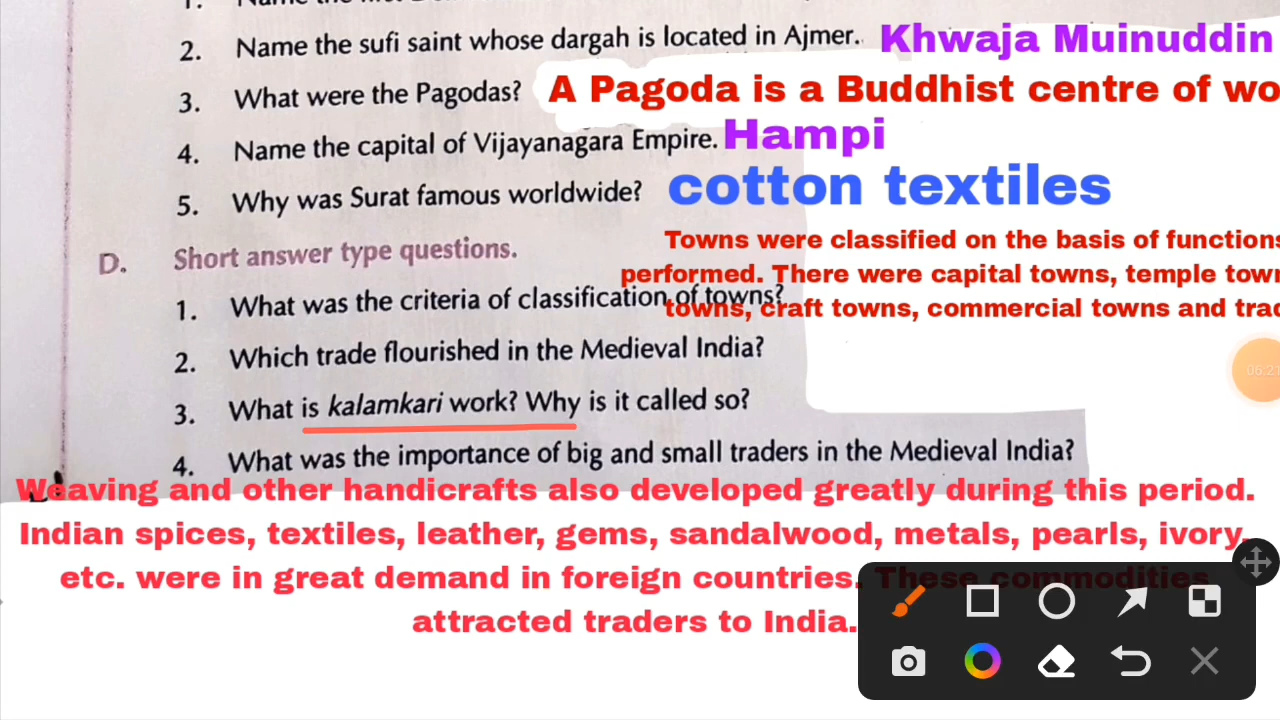 2. Name the sufi saint whose dargah is located in Ajmer. Khwaja Muinuddin
3. What were the Pagodas? A Pagoda is a Buddhist centre of
4. Name the capital of Vijayanagara Empire. Hampi
5. Why was Surat famous worldwide? cotton textiles
D. Short answer type questions.
Towns were classified on the basis of functions
performed. There were capital towns, temple
1. What was the criteria of classification of towns?
towns, craft towns, commercial towns and
2. Which trade flourished in the Medieval India?
3. What is kalamkari work? Why is it called so?
4. What was the importance of big and small traders in the Medieval India?
Weaving and other handicrafts also developed greatly during this period.
Indian spices, textiles, leather, gems, sandalwood, metals, pearls, ivory,
etc. were in great demand in foreign countries. These commodities
attracted traders to India.